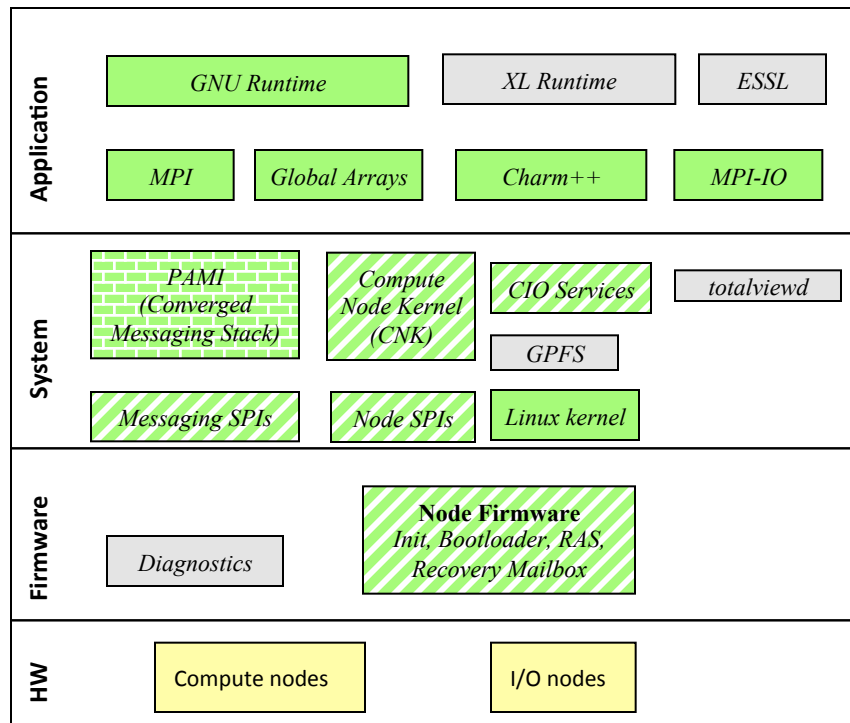 Application
GNU Runtime
XL Runtime
ESSL
MPI
Global Arrays
Charm++
MPI-IO
System
PAMI
(Converged
Messaging Stack)
Compute
Node Kernel
(CNK)
CIO Services
totalviewd
GPFS
Messaging SPIs
Node SPIs
Linux kernel
Firmware
Diagnostics
Node Firmware
Init, Bootloader, RAS,
Recovery Mailbox
HW
Compute nodes
I/O nodes